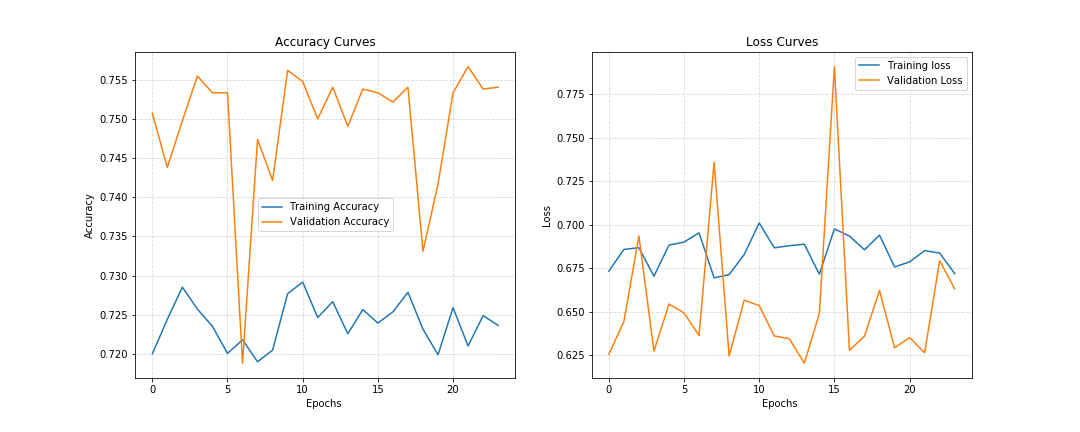 Accuracy Curves
0.755
0.750
0.745
0.740
0.735
0.730
0.725
0.720
Accuracy
Training Accuracy
Validation Accuracy
0 5 10 15 20
Epochs
Loss Curves
0.775
0.750
0.725
0.700
0.675
0.650
0.625
Loss
Training loss
Validation Loss
0 5 10 15 20
Epochs